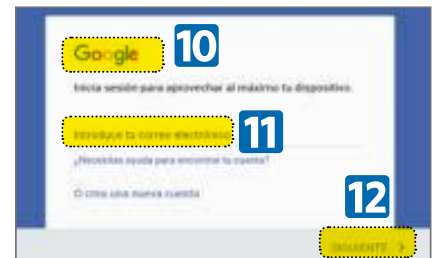 Google 10
Inicia sesión para aprovechar al máximo tu dispositivo.
Introduce tu correo electrónico 11
¿Necesitas ayuda para encontrar tu cuenta?
O crea una nueva cuenta
12
SIGUIENTE >